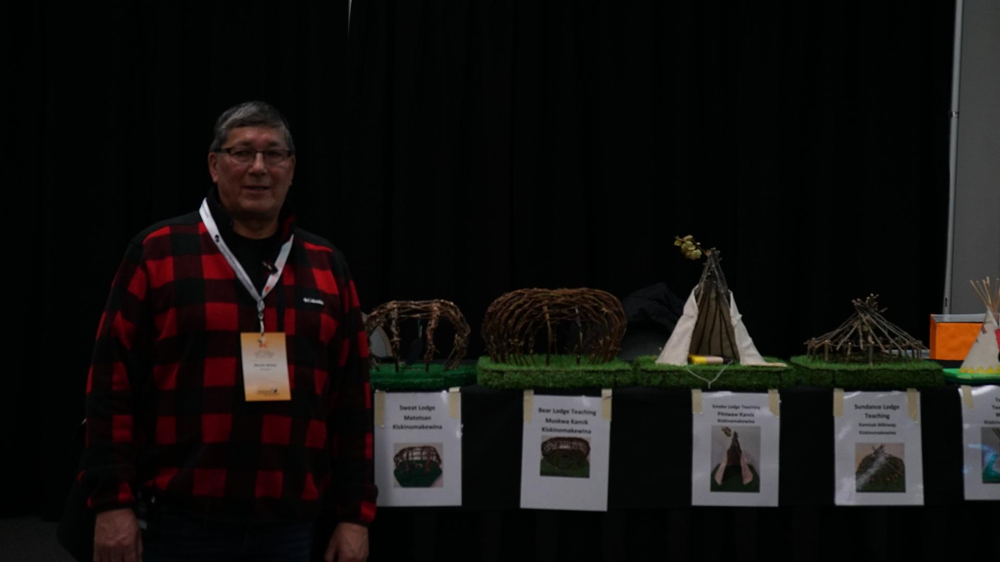 Columbia
Sweat Lodge
Matotsan
Kiskinomakewina
Bear Lodge Teaching
Muskwa Kamik
Kiskinomakewina
Smoke Lodge Teaching
Pihtwaw Kamik
Kiskinomakewina
Sundance Lodge
Teaching
Kiskinomakewina